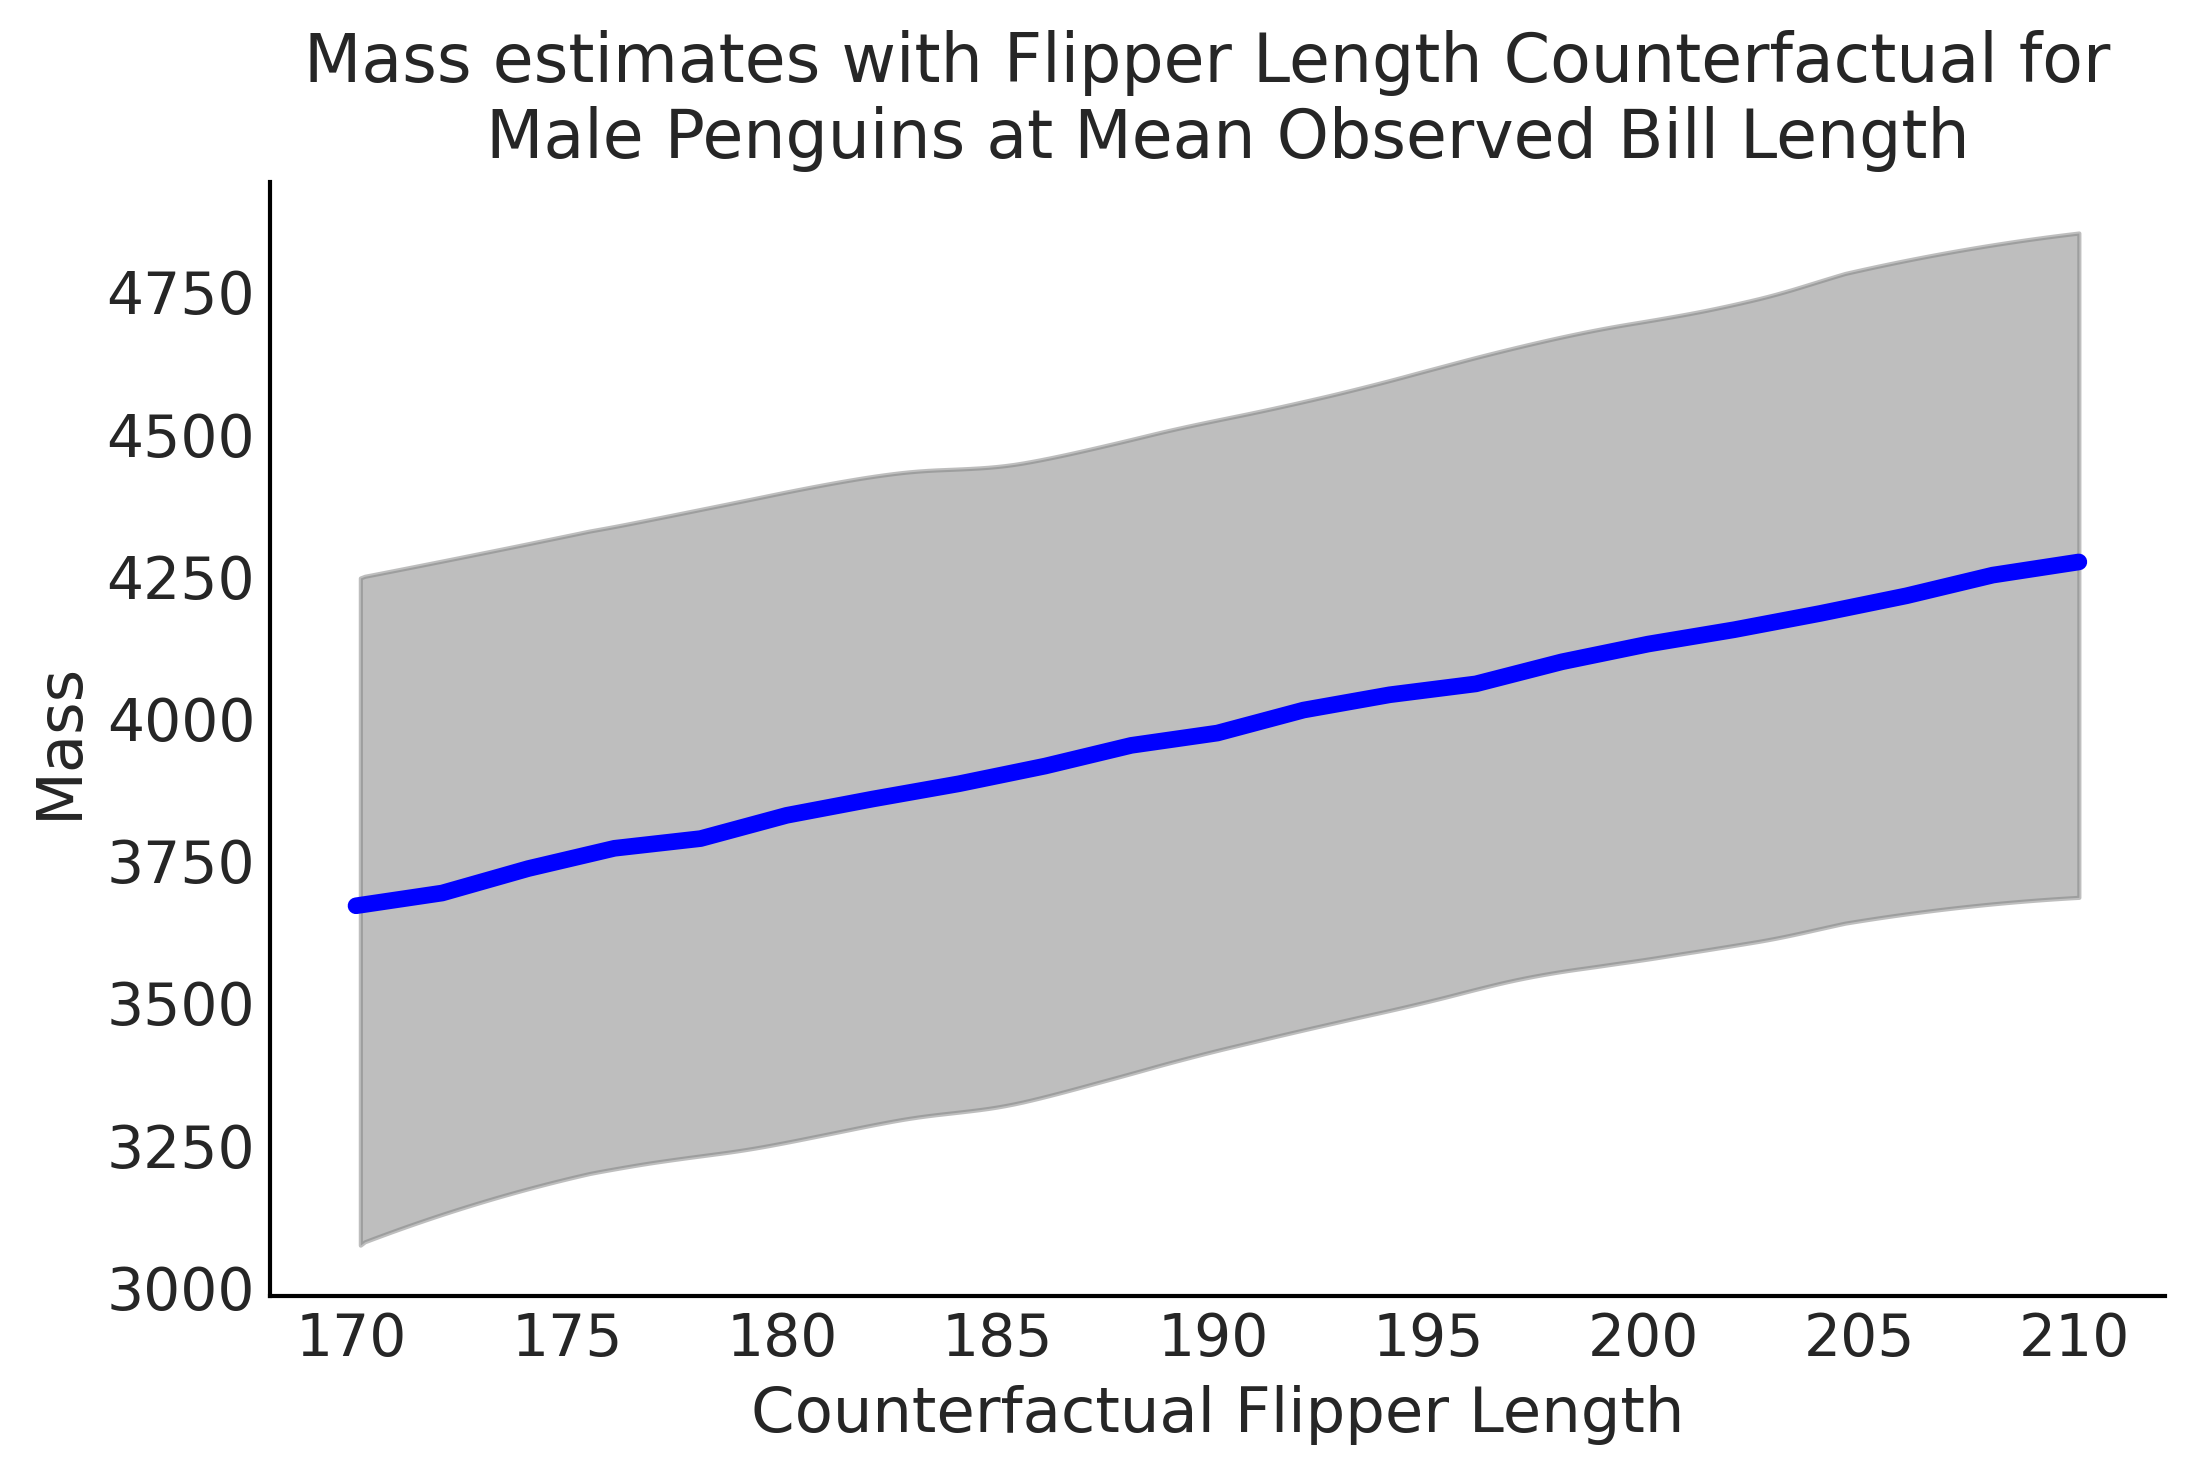 Mass estimates with Flipper Length Counterfactual for
Male Penguins at Mean Observed Bill Length
Mass
4750
4500
4250
4000
3750
3500
3250
3000
170 175 180 185 190 195 200 205 210
Counterfactual Flipper Length